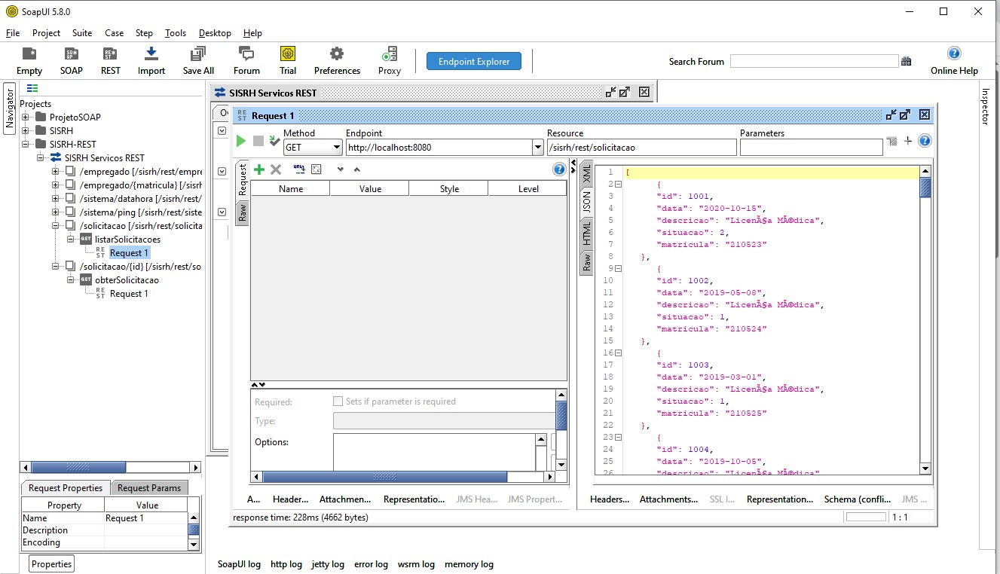 SoapUI 5.8.0
File Project Suite Case Step Tools Desktop Help
Empty SOAP REST Import Save All Forum Trial Preferences Proxy Endpoint Explorer Search Forum Online Help
Navigator
Projects
ProjetoSOAP
SISRH
SISRH-REST
SISRH Servicos REST
/empregado [/sisrh/rest/empre
/empregado/{matricula} [/sisrh
/sistema/datahora [/sisrh/rest/
/sistema/ping [/sisrh/rest/siste
/solicitacao [/sisrh/rest/solicita
GET listarSolicitacoes
REST Request 1
/solicitacao/{id} [/sisrh/rest/so
GET obterSolicitacao
REST Request 1
Request Properties Request Params
Property Value
Name Request 1
Description
Encoding
Properties
SISRH Servicos REST
Ov
REST Request 1
Method Endpoint Resource Parameters
GET http://localhost:8080 /sisrh/rest/solicitacao
Request
Raw
Name Value Style Level
Required: Sets if parameter is required
Type:
Options:
A... Header... Attachmen... Representatio... JMS Hea... JMS Propert...
XML
JSON
HTML
Raw
1 [
2 {
3 "id": 1001,
4 "data": "2020-10-15",
5 "descricao": "LicenÃ§a MÃ©dica",
6 "situacao": 2,
7 "matricula": "210523"
8 },
9 {
10 "id": 1002,
11 "data": "2019-05-08",
12 "descricao": "LicenÃ§a MÃ©dica",
13 "situacao": 1,
14 "matricula": "210524"
15 },
16 {
17 "id": 1003,
18 "data": "2019-03-01",
19 "descricao": "LicenÃ§a MÃ©dica",
20 "situacao": 1,
21 "matricula": "210525"
22 },
23 {
24 "id": 1004,
25 "data": "2019-10-05",
26 "descricao": "LicenÃ§a MÃ©dica",
Headers... Attachments... SSL I... Representation... Schema (confli... JMS ...
response time: 228ms (4662 bytes)
1 : 1
Inspector
SoapUI log http log jetty log error log wsrm log memory log